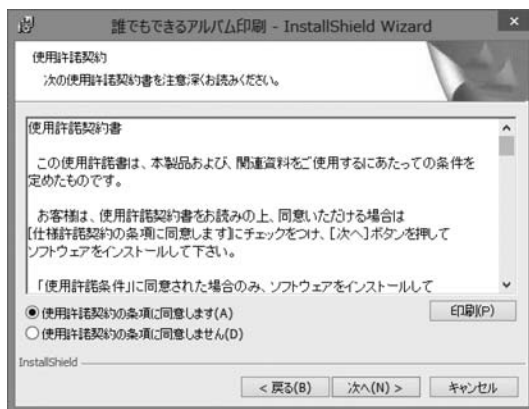 誰でもできるアルバム印刷 - InstallShield Wizard
使用許諾契約
次の使用許諾契約書を注意深くお読みください。
使用許諾契約書
この使用許諾書は、本製品および、関連資料をご使用するにあたっての条件を
定めたものです。
お客様は、使用許諾契約書をお読みの上、同意いただける場合は
[仕様許諾契約の条項に同意します]にチェックをつけ、[次へ]ボタンを押して
ソフトウェアをインストールして下さい。
「使用許諾条件」に同意された場合のみ、ソフトウェアをインストールして
使用許諾契約の条項に同意します(A)
印刷(P)
使用許諾契約の条項に同意しません(D)
InstallShield
< 戻る(B)
次へ(N) >
キャンセル